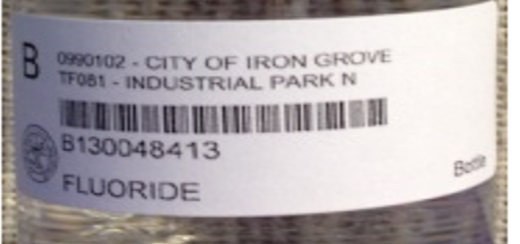 B
0990102 - CITY OF IRON GROVE
TF081 - INDUSTRIAL PARK N
B130048413
FLUORIDE
Bottle